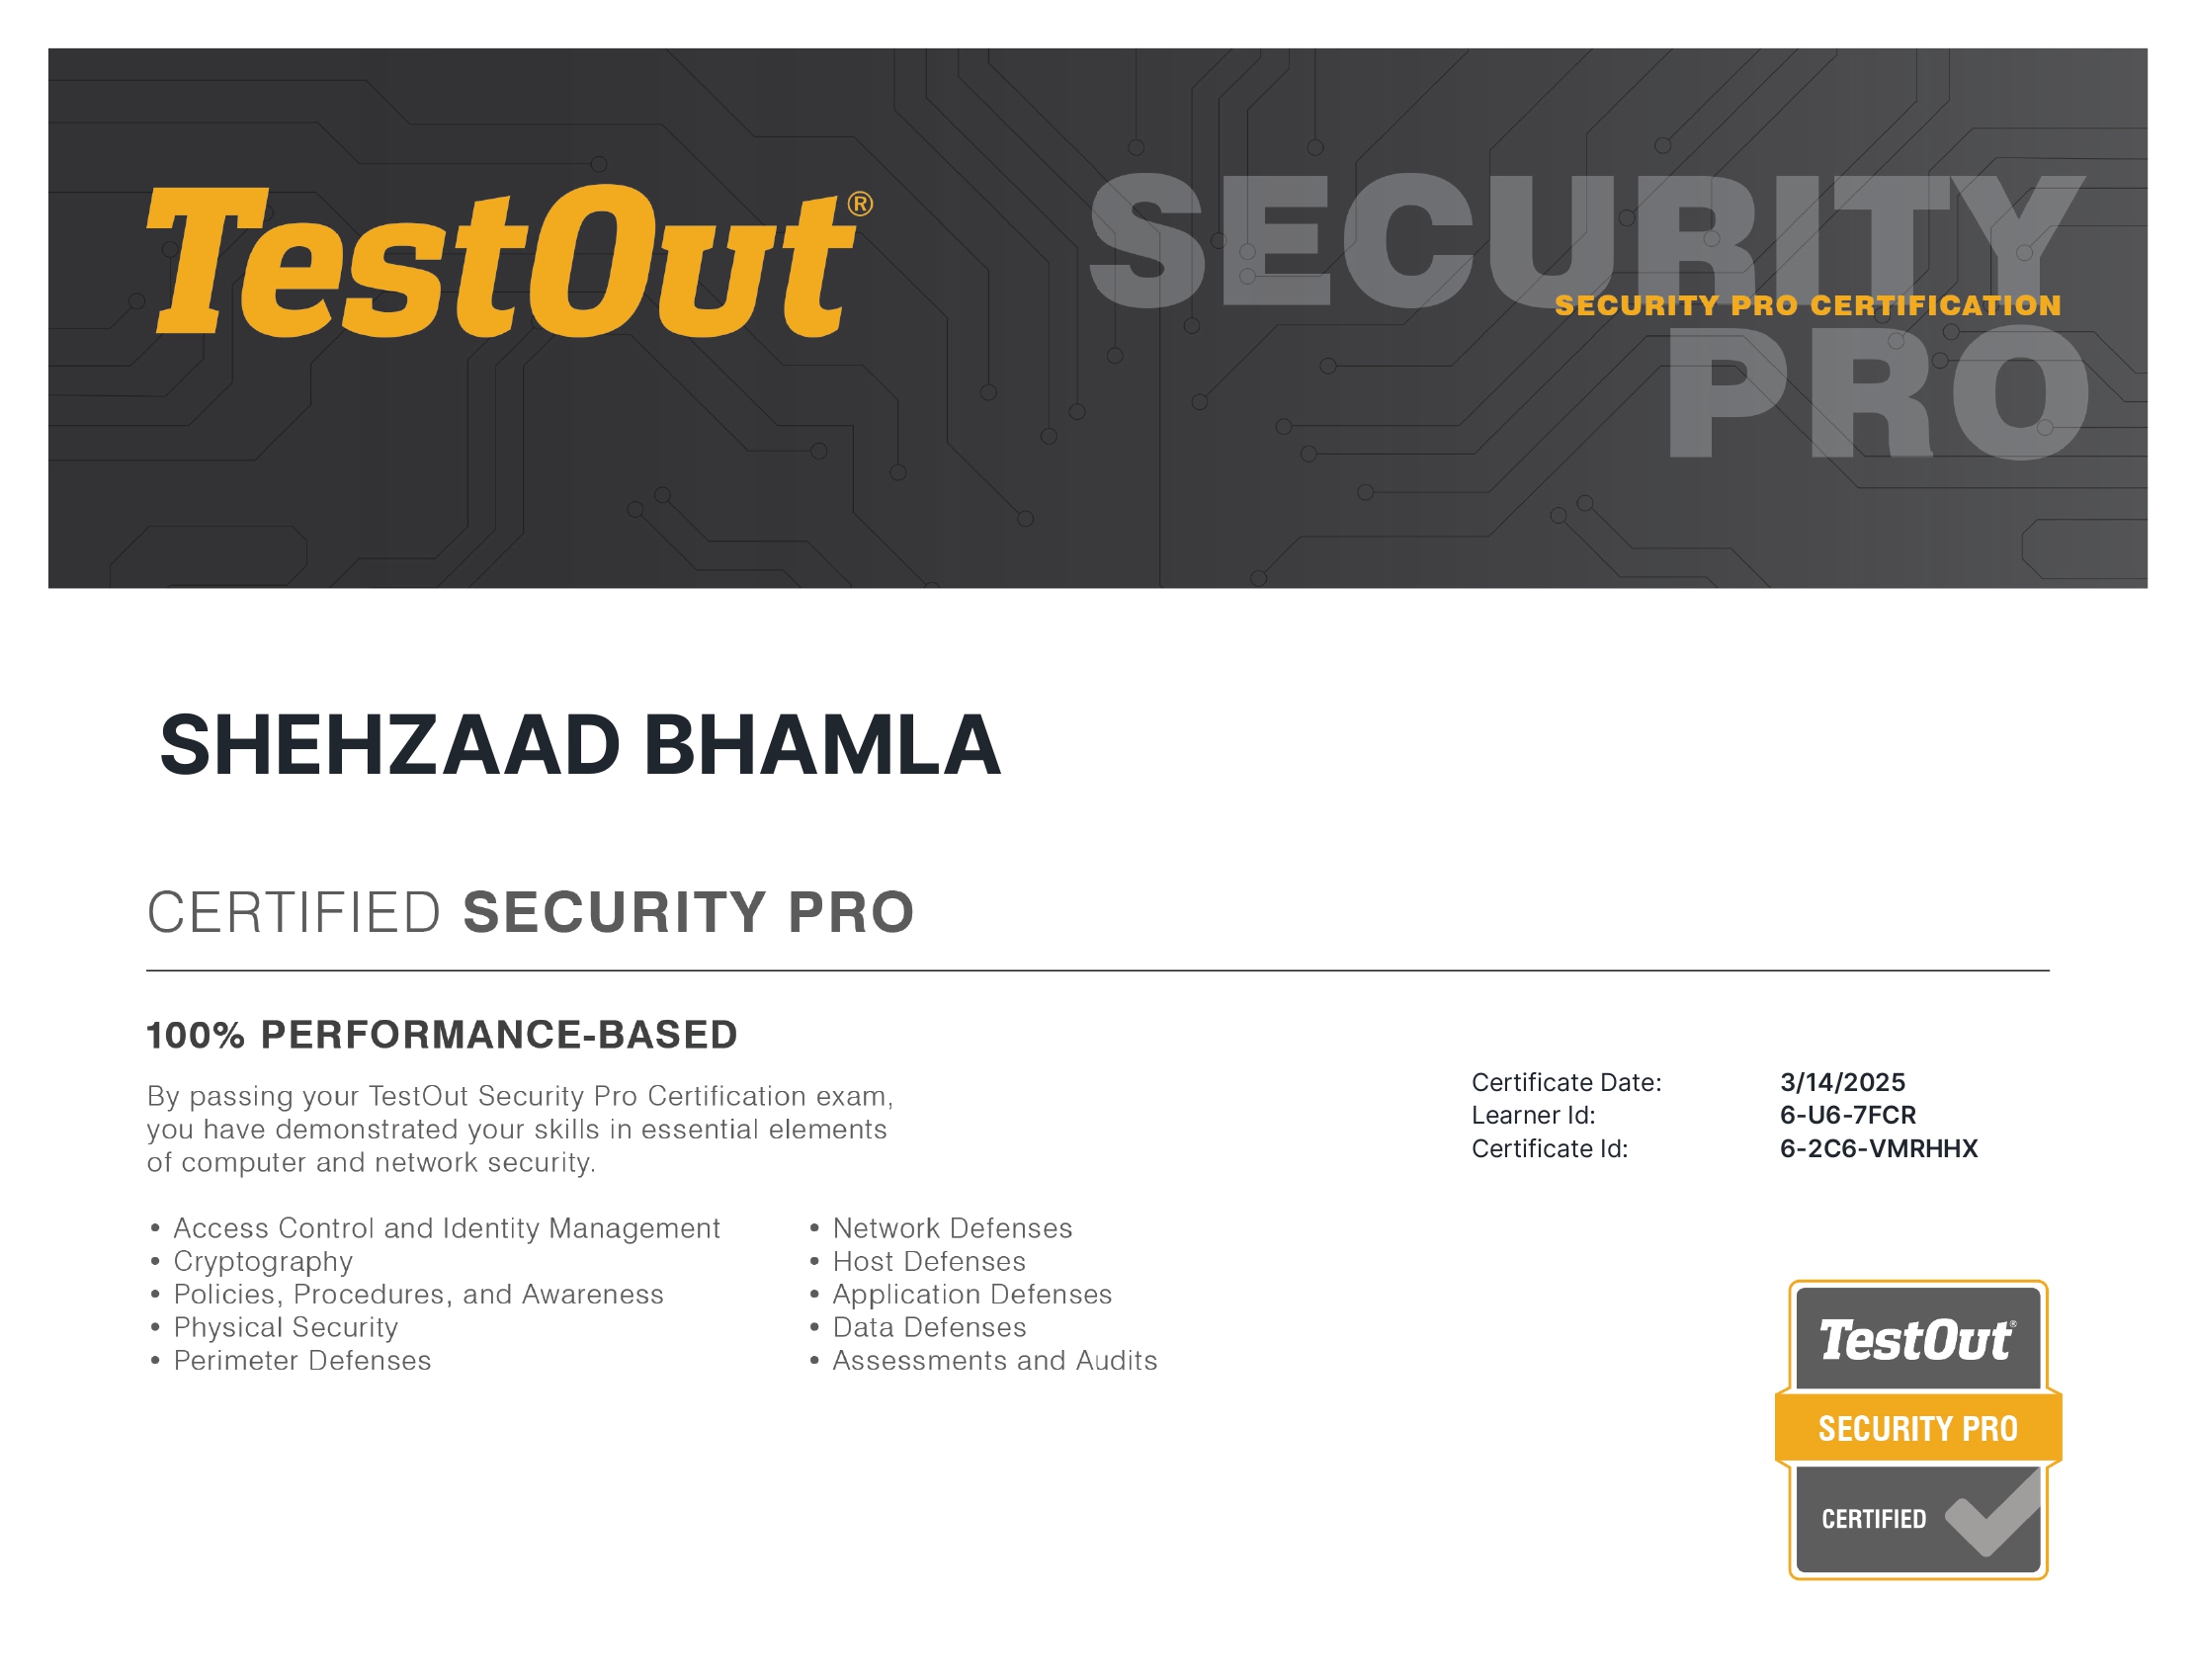 TestOut®
SECURITY
SECURITY PRO CERTIFICATION
PRO
SHEHZAAD BHAMLA
CERTIFIED SECURITY PRO
100% PERFORMANCE-BASED
By passing your TestOut Security Pro Certification exam,
you have demonstrated your skills in essential elements
of computer and network security.
• Access Control and Identity Management
• Cryptography
• Policies, Procedures, and Awareness
• Physical Security
• Perimeter Defenses
• Network Defenses
• Host Defenses
• Application Defenses
• Data Defenses
• Assessments and Audits
Certificate Date: 3/14/2025
Learner Id: 6-U6-7FCR
Certificate Id: 6-2C6-VMRHHX
TestOut®
SECURITY PRO
CERTIFIED